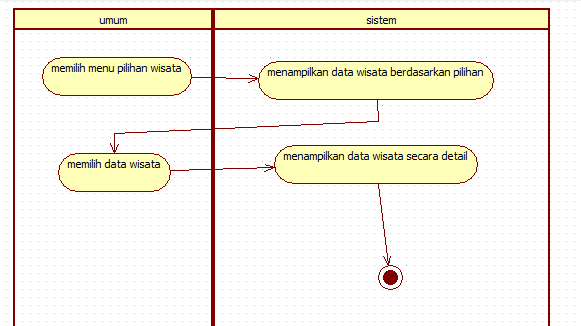 umum
sistem
memilih menu pilihan wisata
menampilkan data wisata berdasarkan pilihan
memilih data wisata
menampilkan data wisata secara detail